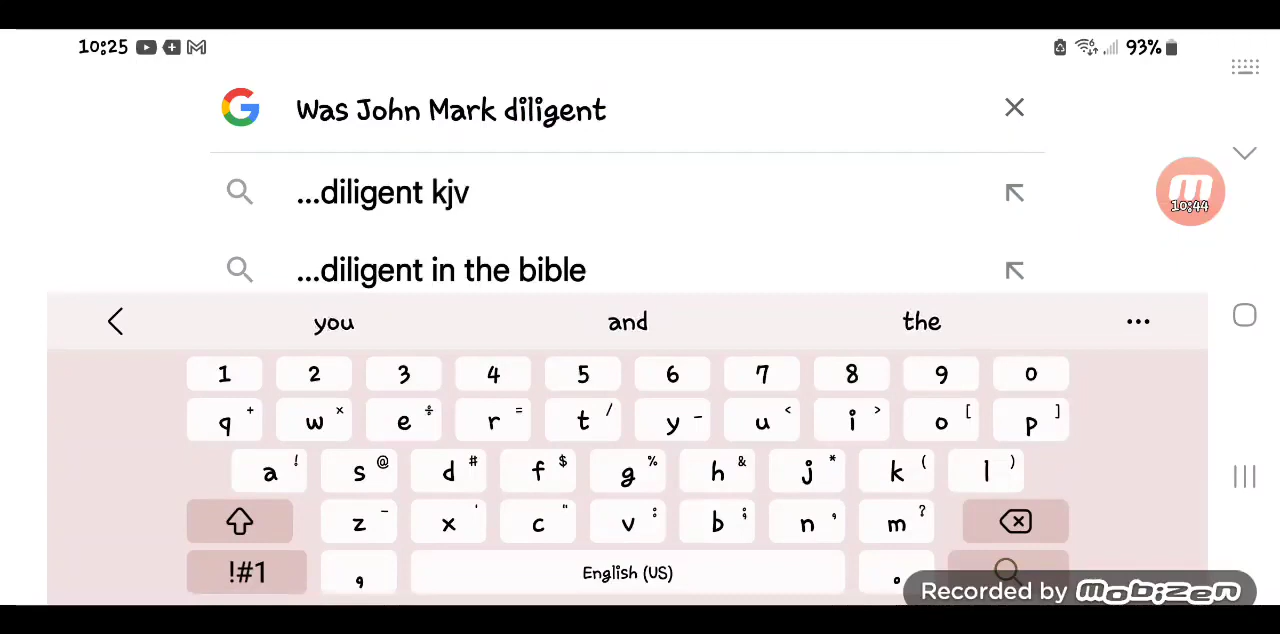 10:25 93%
Was John Mark diligent
...diligent kjv
10:44
...diligent in the bible
you and the ...
1 2 3 4 5 6 7 8 9 0
q + w × e ÷ r = t / y - u < i > o [ p ]
a ! s @ d # f $ g % h & j * k ( l )
z - x ' c " v : b ; n , m ?
!#1 , English (US) .
Recorded by mobizen